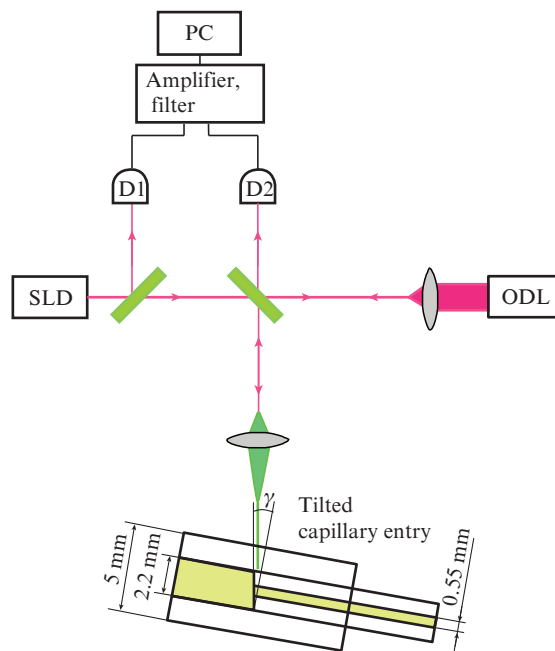 PC
Amplifier,
filter
D1
D2
SLD
ODL
γ
Tilted
capillary entry
5 mm
2.2 mm
0.55 mm